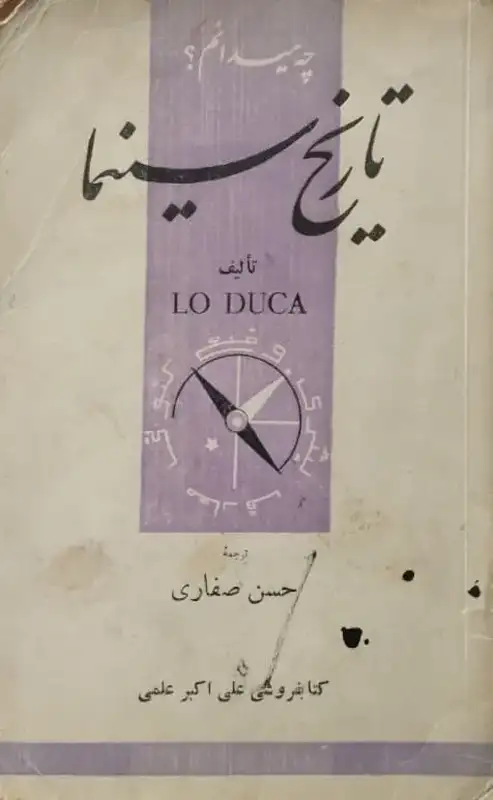 چه میدانم؟
تاریخ سینما
تألیف
LO DUCA
ترجمهٔ
حسن صفاری
کتابفروشی علی اکبر علمی